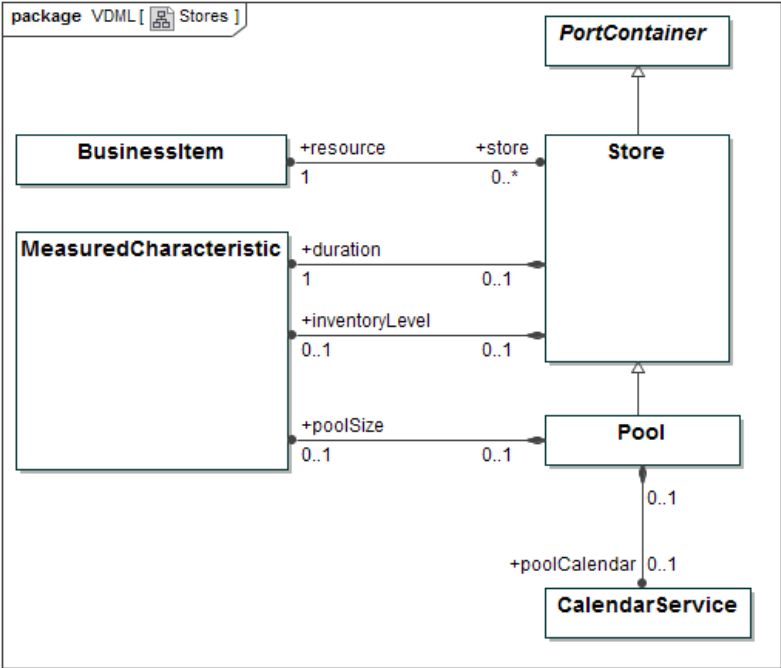 package VDML [ Stores ]
PortContainer
BusinessItem
+resource
+store
1
0..*
Store
MeasuredCharacteristic
+duration
1
0..1
+inventoryLevel
0..1
0..1
+poolSize
0..1
0..1
Pool
0..1
+poolCalendar
0..1
CalendarService